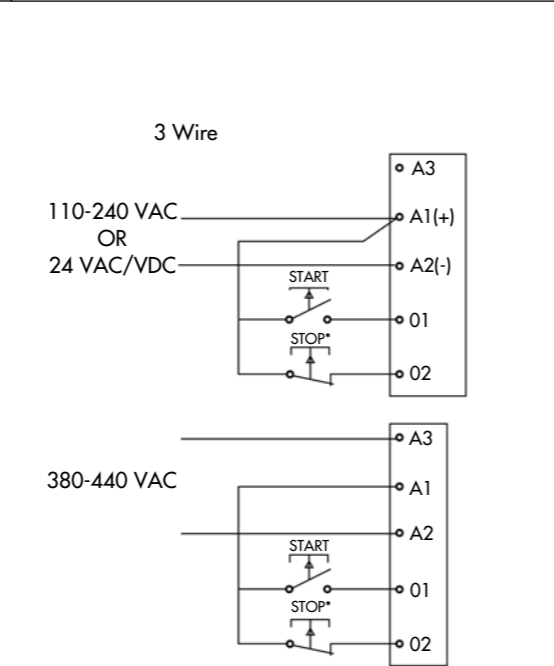 3 Wire
A3
110-240 VAC
A1(+)
OR
24 VAC/VDC
A2(-)
START
01
STOP*
02
A3
380-440 VAC
A1
A2
START
01
STOP*
02